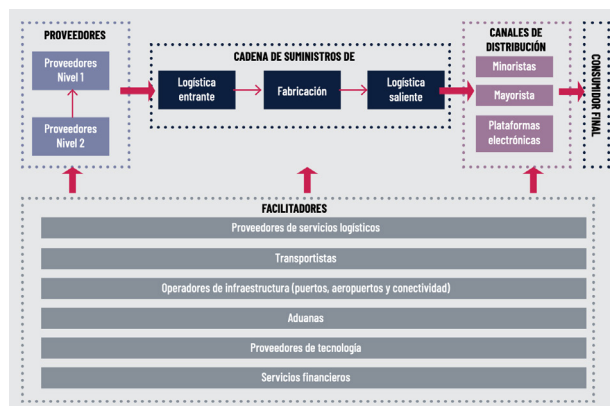 PROVEEDORES
Proveedores
Nivel 1
Proveedores
Nivel 2
CADENA DE SUMINISTROS DE
Logística
entrante
Fabricación
Logística
saliente
CANALES DE
DISTRIBUCIÓN
Minoristas
Mayorista
Plataformas
electrónicas
CONSUMIDOR FINAL
FACILITADORES
Proveedores de servicios logísticos
Transportistas
Operadores de infraestructura (puertos, aeropuertos y conectividad)
Aduanas
Proveedores de tecnología
Servicios financieros